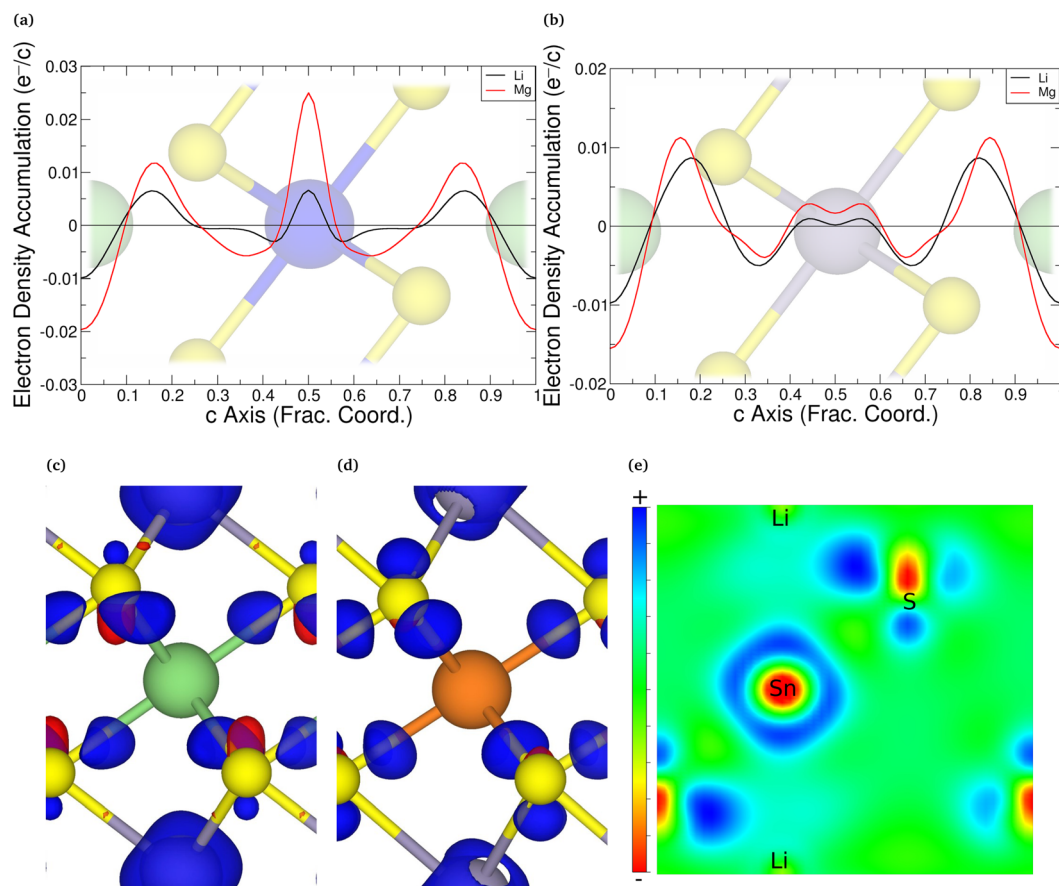 (a)
Electron Density Accumulation (e⁻/c)
0.03
0.02
0.01
0
-0.01
-0.02
-0.03
0 0.1 0.2 0.3 0.4 0.5 0.6 0.7 0.8 0.9 1
c Axis (Frac. Coord.)
Li
Mg
(b)
Electron Density Accumulation (e⁻/c)
0.02
0.01
0
-0.01
-0.02
0 0.1 0.2 0.3 0.4 0.5 0.6 0.7 0.8 0.9 1
c Axis (Frac. Coord.)
Li
Mg
(c)
(d)
(e)
+
-
Li
S
Sn
Li